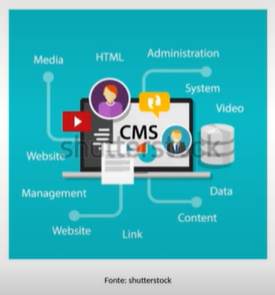 HTML
Administration
Media
System
Video
CMS
shutterstock
Website
Management
Data
Content
Website
Link
Fonte: shutterstock